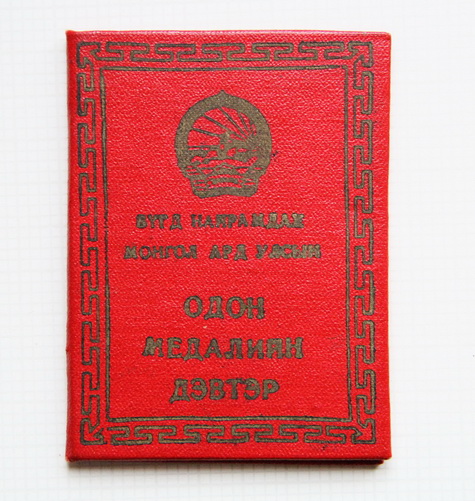 БҮГД НАЙРАМДАХ
МОНГОЛ АРД УЛСЫН
ОДОН
МЕДАЛИЙН
ДЭВТЭР